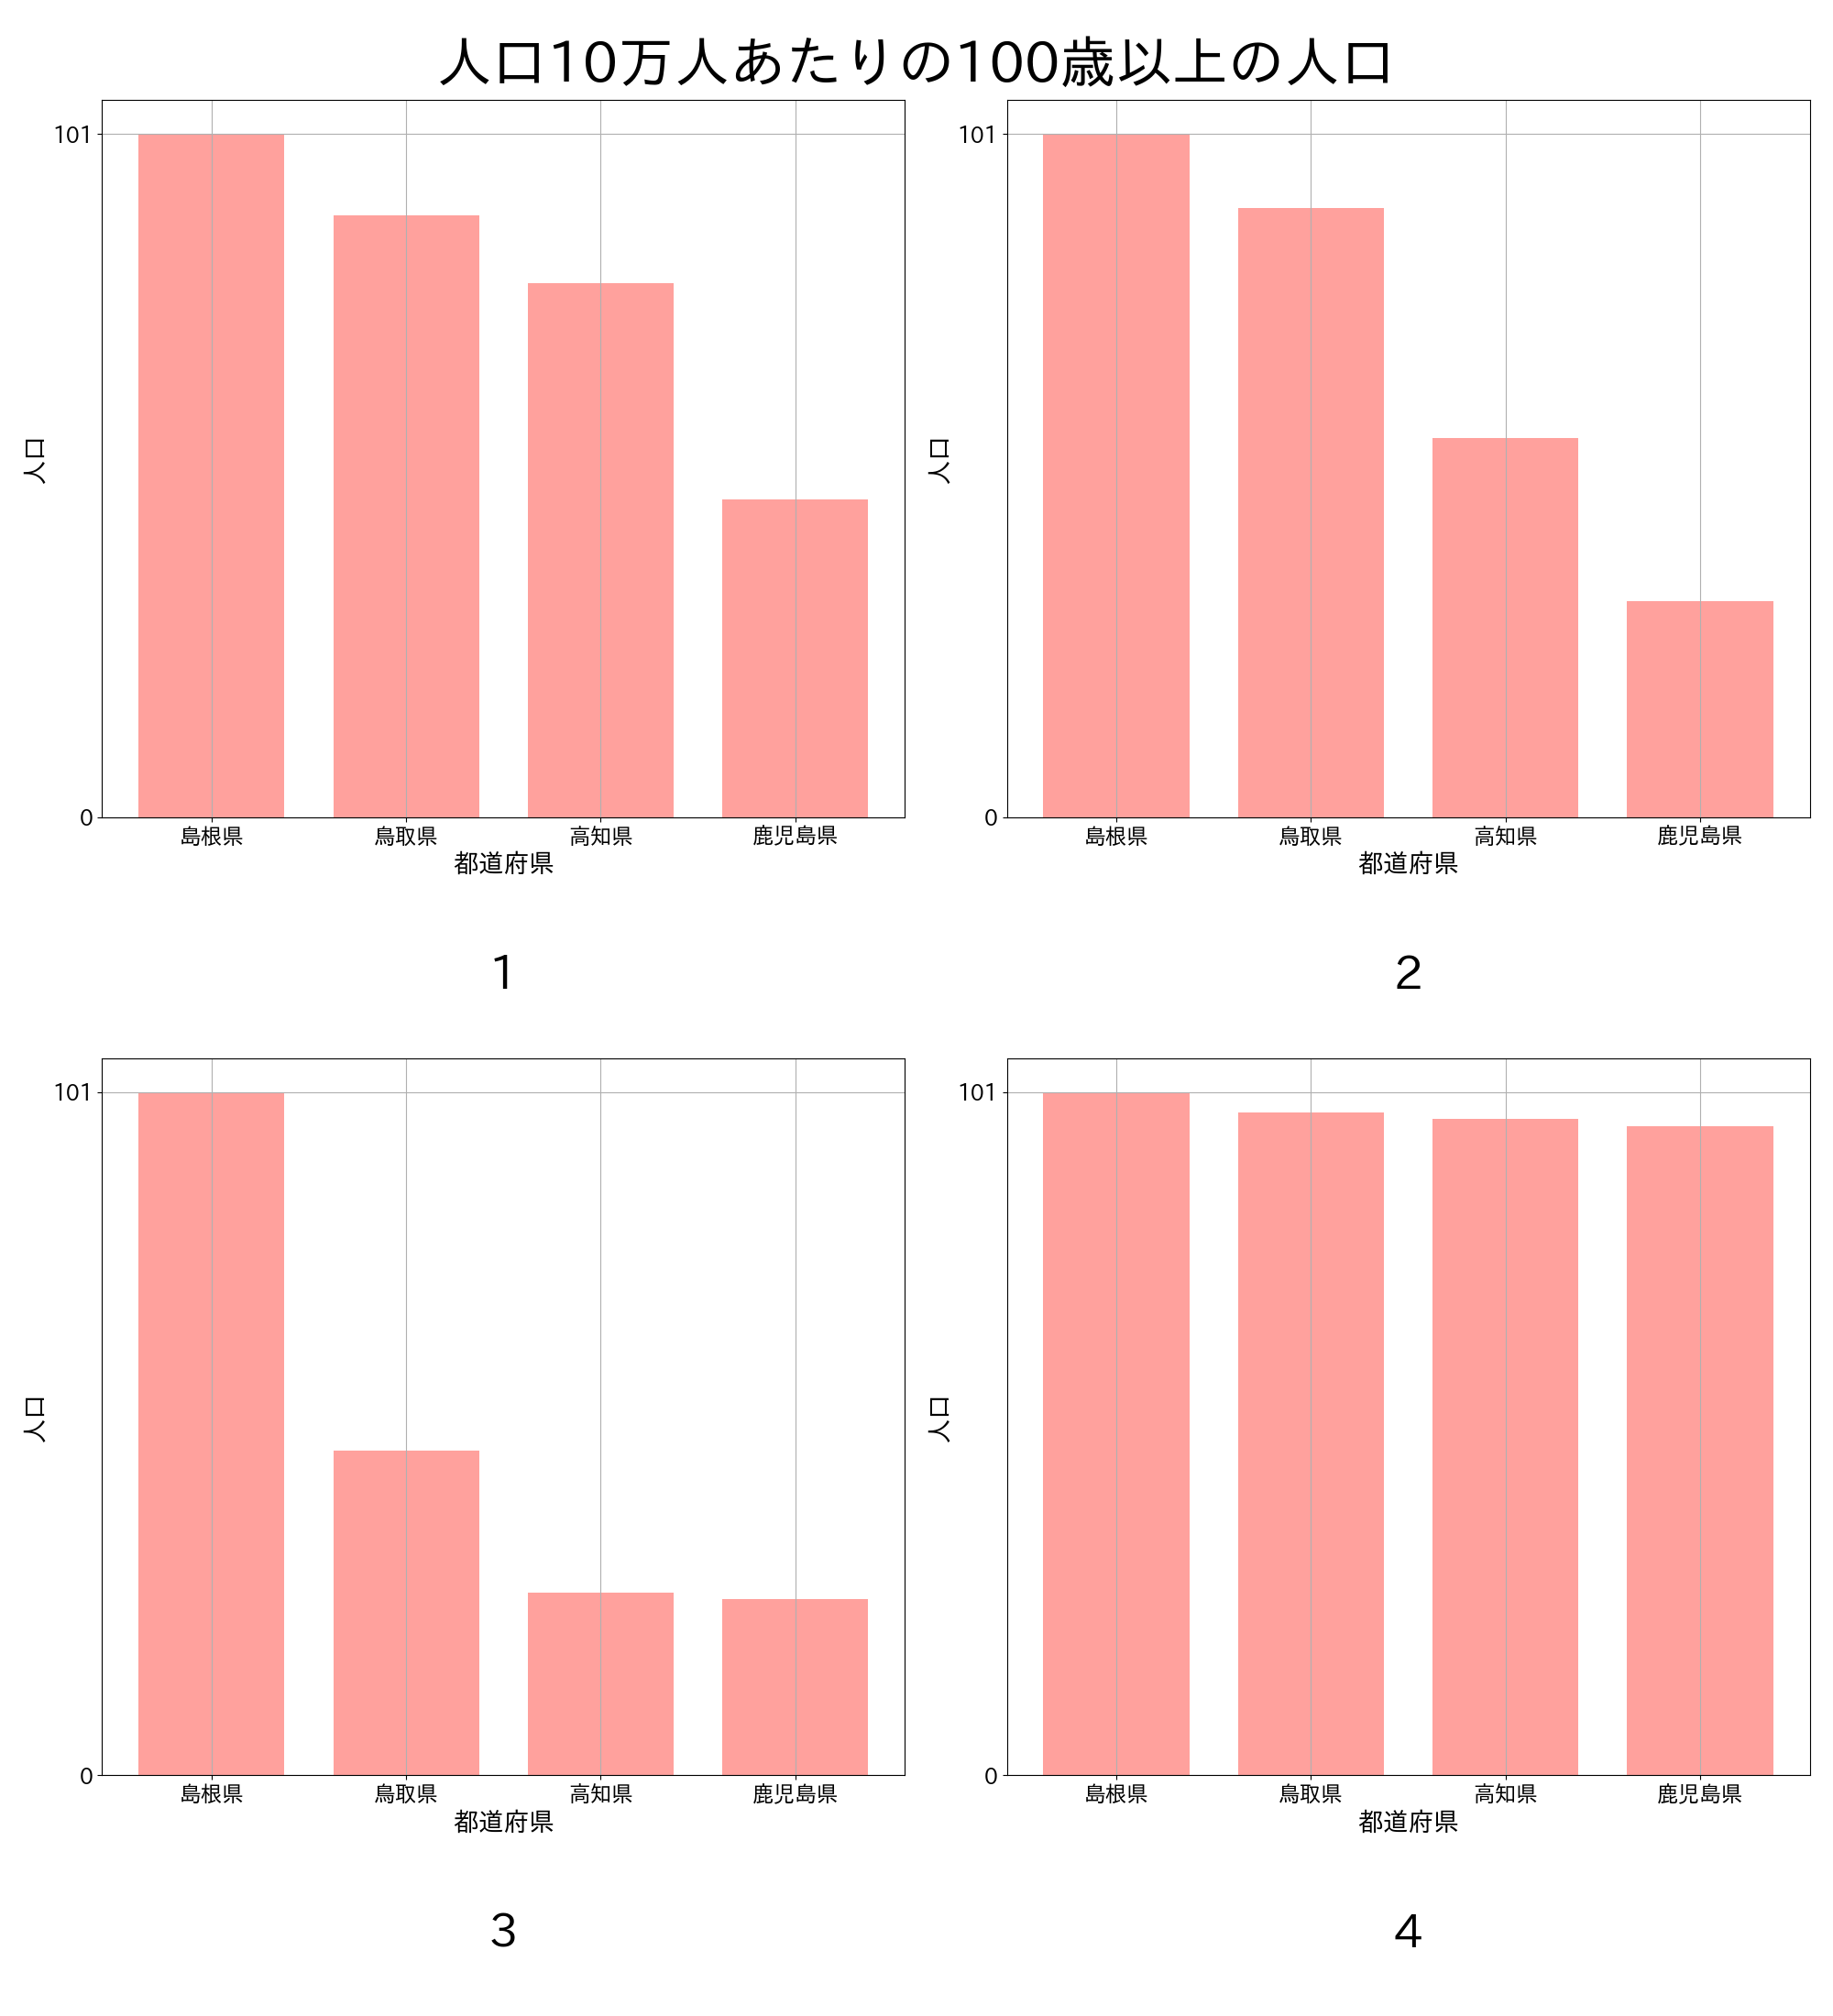 人口10万人あたりの100歳以上の人口
101
0
人口
島根県 鳥取県 高知県 鹿児島県
都道府県
1
101
0
人口
島根県 鳥取県 高知県 鹿児島県
都道府県
2
101
0
人口
島根県 鳥取県 高知県 鹿児島県
都道府県
3
101
0
人口
島根県 鳥取県 高知県 鹿児島県
都道府県
4